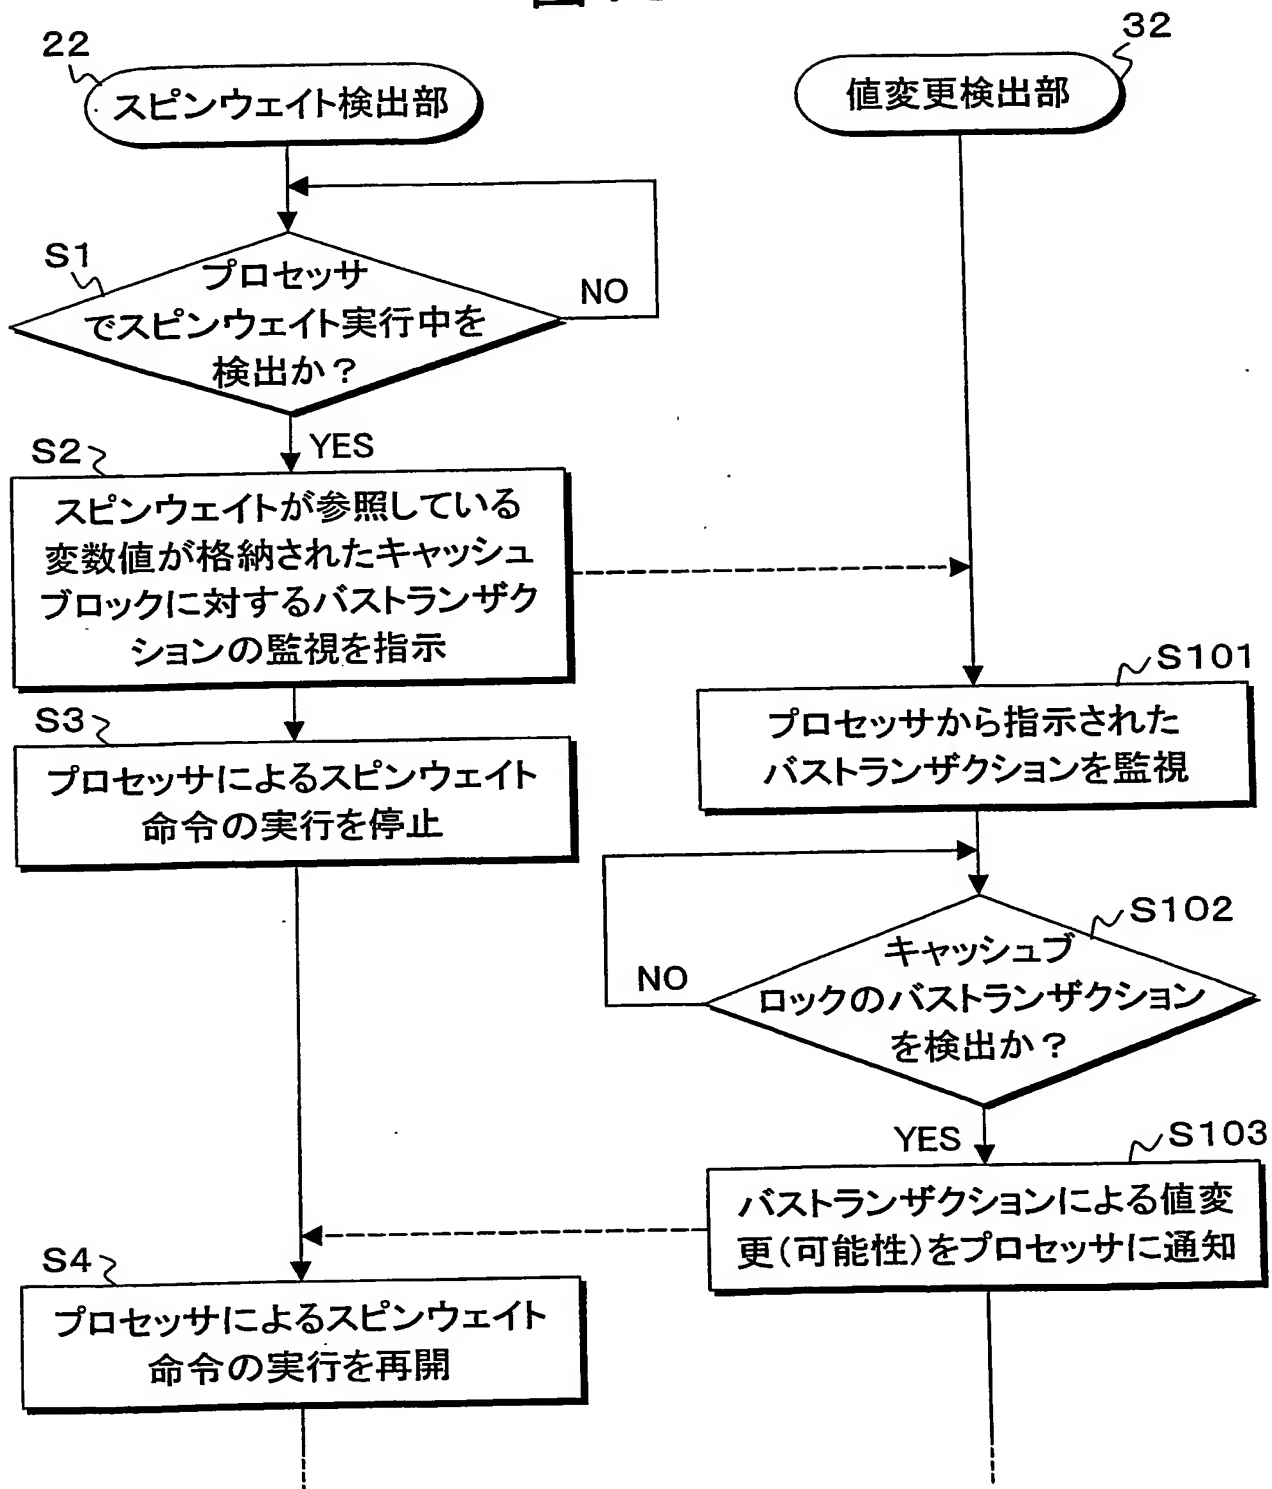 22
スピンウェイト検出部
S1
プロセッサ
でスピンウェイト実行中を
検出か？
NO
YES
S2
スピンウェイトが参照している
変数値が格納されたキャッシュ
ブロックに対するバストランザク
ションの監視を指示
S3
プロセッサによるスピンウェイト
命令の実行を停止
S4
プロセッサによるスピンウェイト
命令の実行を再開
32
値変更検出部
S101
プロセッサから指示された
バストランザクションを監視
S102
キャッシュブ
ロックのバストランザクション
を検出か？
NO
YES
S103
バストランザクションによる値変
更(可能性)をプロセッサに通知